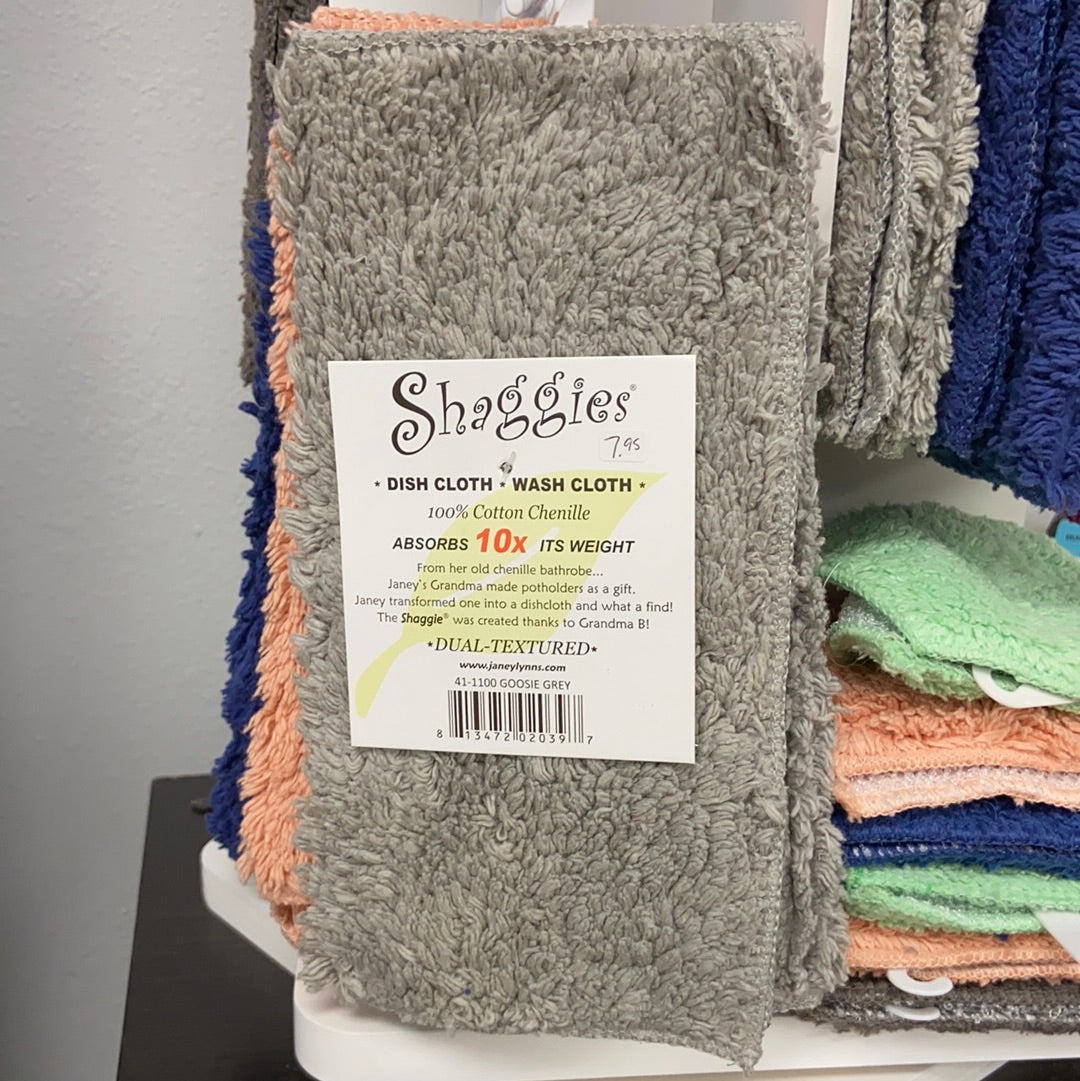 Shaggies®
7.95
* DISH CLOTH * WASH CLOTH *
100% Cotton Chenille
ABSORBS 10x ITS WEIGHT
From her old chenille bathrobe...
Janey`s Grandma made potholders as a gift.
Janey transformed one into a dishcloth and what a find!
The Shaggie® was created thanks to Grandma B!
*DUAL-TEXTURED*
www.janeylynns.com
41-1100 GOOSIE GREY
8 13472 02039 7